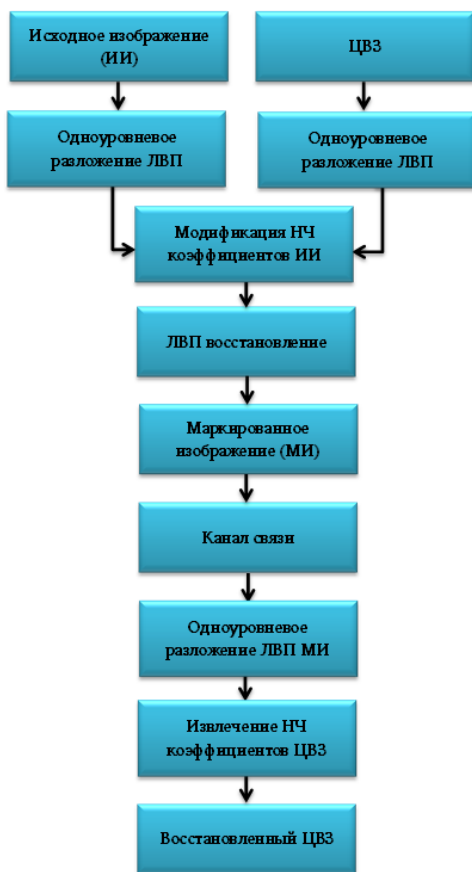 Исходное изображение
(ИИ)
ЦВЗ
Одноуровневое
разложение ЛВП
Одноуровневое
разложение ЛВП
Модификация НЧ
коэффициентов ИИ
ЛВП восстановление
Маркированное
изображение (МИ)
Канал связи
Одноуровневое
разложение ЛВП МИ
Извлечение НЧ
коэффициентов ЦВЗ
Восстановленный ЦВЗ